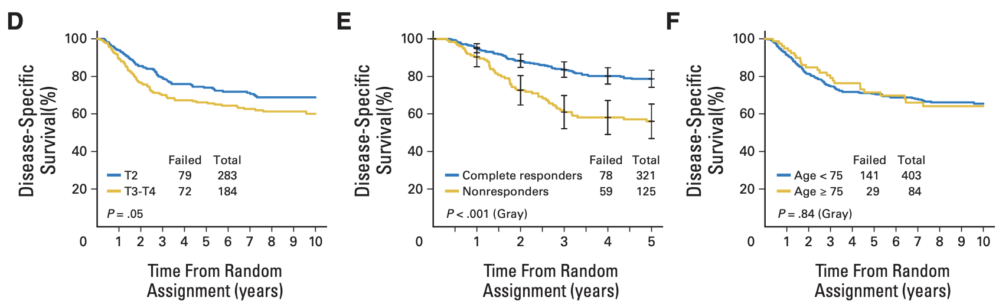 D
Disease-Specific
Survival(%)
100
80
60
40
20
0
Failed Total
T2 79 283
T3-T4 72 184
P = .05
1 2 3 4 5 6 7 8 9 10
Time From Random
Assignment (years)
E
Disease-Specific
Survival(%)
100
80
60
40
20
0
Failed Total
Complete responders 78 321
Nonresponders 59 125
P < .001 (Gray)
1 2 3 4 5
Time From Random
Assignment (years)
F
Disease-Specific
Survival(%)
100
80
60
40
20
0
Failed Total
Age < 75 141 403
Age ≥ 75 29 84
P = .84 (Gray)
1 2 3 4 5 6 7 8 9 10
Time From Random
Assignment (years)